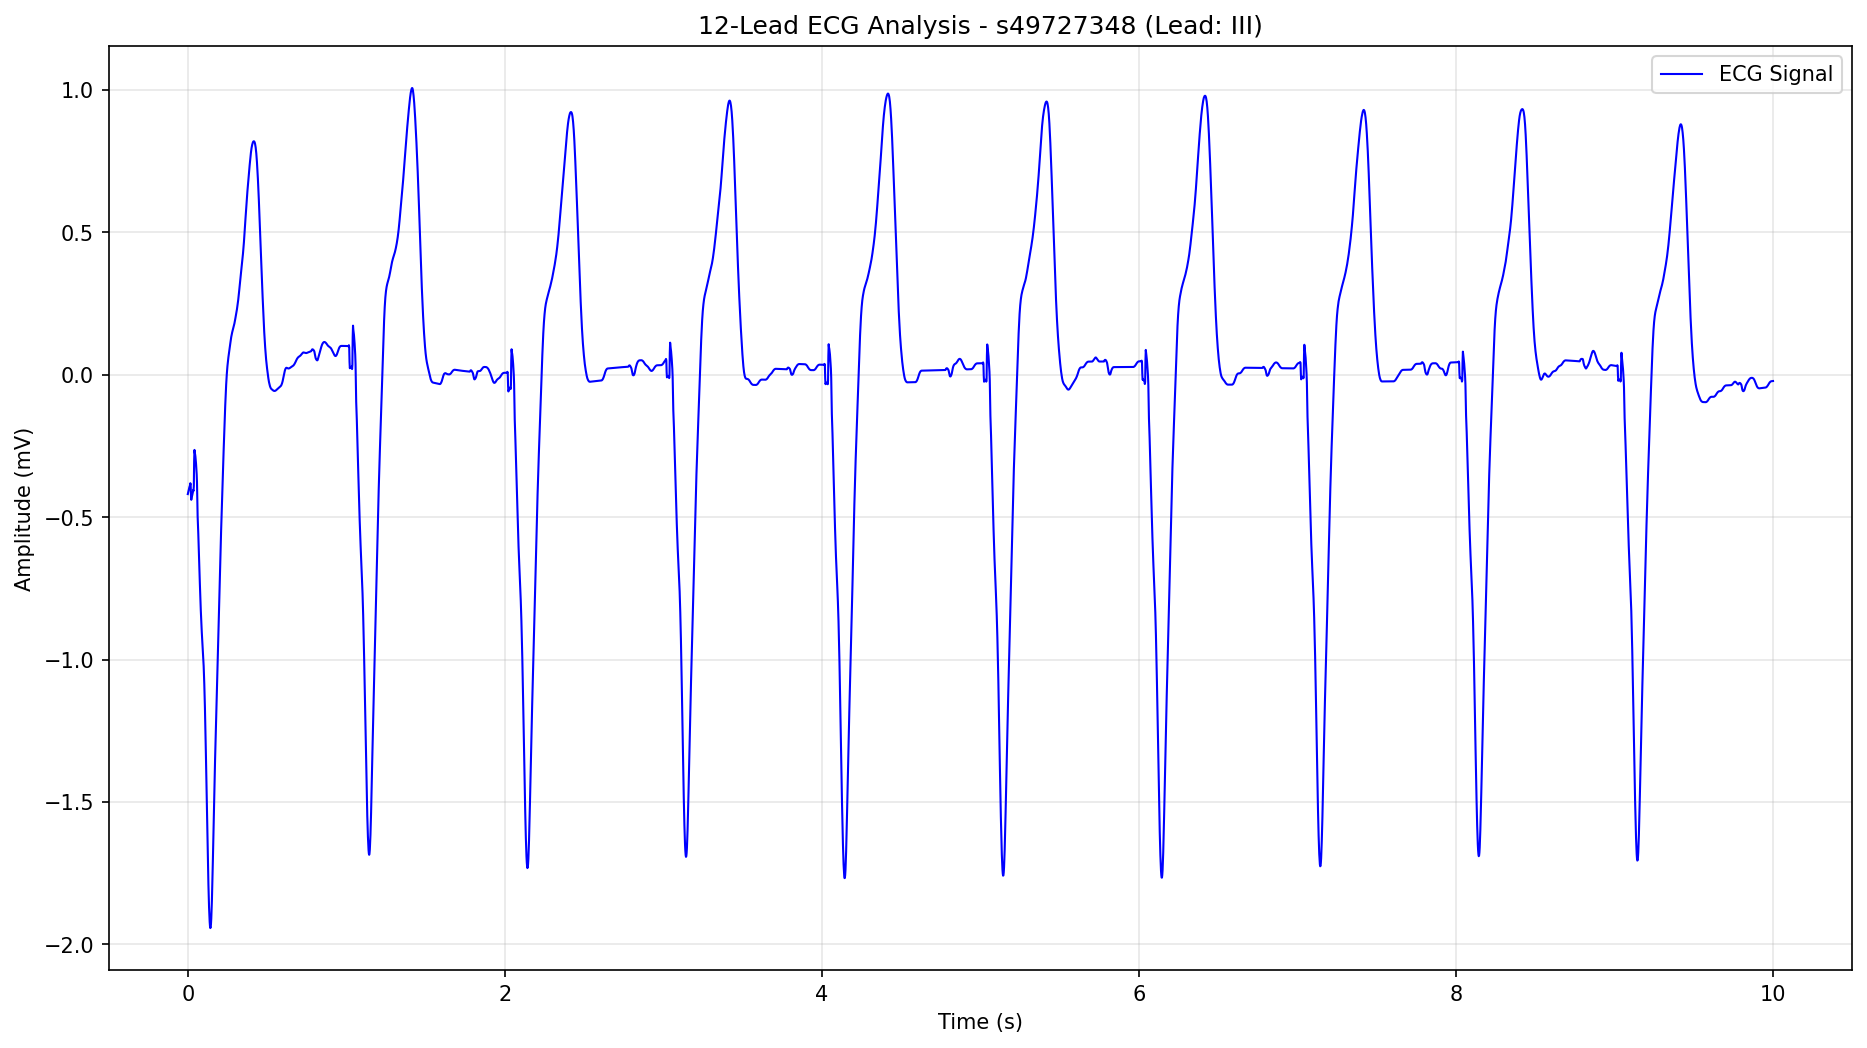 12-Lead ECG Analysis - s49727348 (Lead: III)
ECG Signal
1.0
0.5
0.0
−0.5
−1.0
−1.5
−2.0
Amplitude (mV)
0 2 4 6 8 10
Time (s)